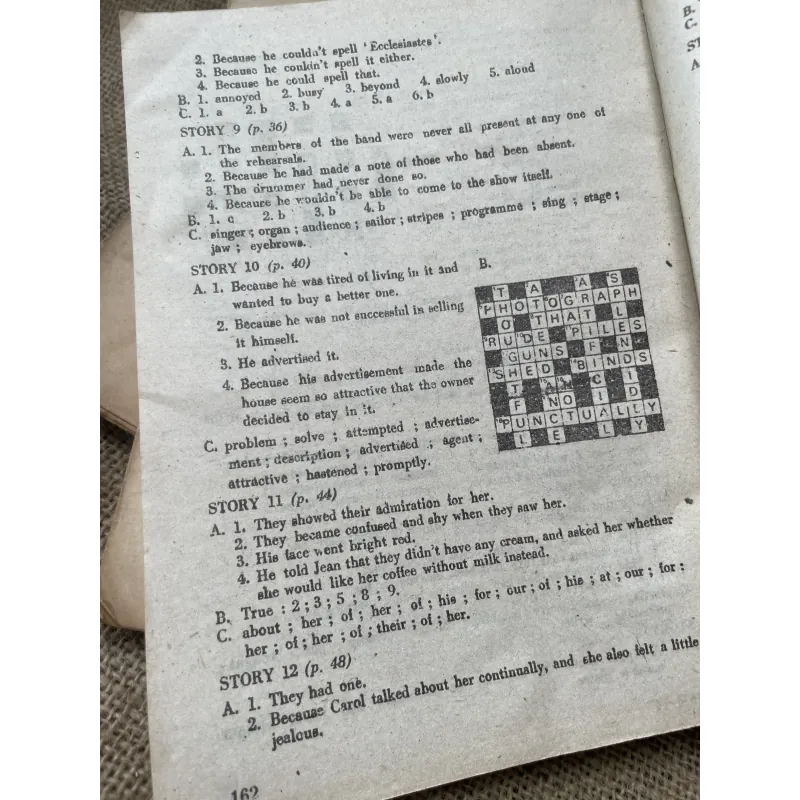 2. Because he couldn't spell 'Ecclesiastes'.
3. Because he couldn't spell it either.
4. Because he could spell that.
B. 1. annoyed 2. busy 3. beyond 4. slowly 5. aloud
C. 1. a 2. b 3. b 4. a 5. a 6. b
STORY 9 (p. 36)
A. 1. The members of the band were never all present at any one of
the rehearsals.
2. Because he had made a note of those who had been absent.
3. The drummer had never done so.
4. Because he wouldn't be able to come to the show itself.
B. 1. c 2. b 3. b 4. b
C. singer ; organ ; audience ; sailor ; stripes ; programme ; sing ; stage ;
jaw ; eyebrows.
STORY 10 (p. 40)
A. 1. Because he was tired of living in it and
wanted to buy a better one.
2. Because he was not successful in selling
it himself.
3. He advertised it.
4. Because his advertisement made the
house seem so attractive that the owner
decided to stay in it.
C. problem ; solve ; attempted ; advertise-
ment ; description ; advertised ; agent ;
attractive ; hastened ; promptly.
B.
T A A S
PHOTOGRAPH
O THAT L
RUDE PILES
GUNS F N
SHED BINDS
T AM C I
F NO I D
PUNCTUALLY
L E L Y
STORY 11 (p. 44)
A. 1. They showed their admiration for her.
2. They became confused and shy when they saw her.
3. His face went bright red.
4. He told Jean that they didn't have any cream, and asked her whether
she would like her coffee without milk instead.
B. True : 2 ; 3 ; 5 ; 8 ; 9.
C. about ; her ; of ; her ; of ; his ; for ; our ; of ; his ; at ; our ; for ;
her ; of ; her ; of ; their ; of ; her.
STORY 12 (p. 48)
A. 1. They had one.
2. Because Carol talked about her continually, and she also felt a little
jealous.
162
B.
C.
ST
A